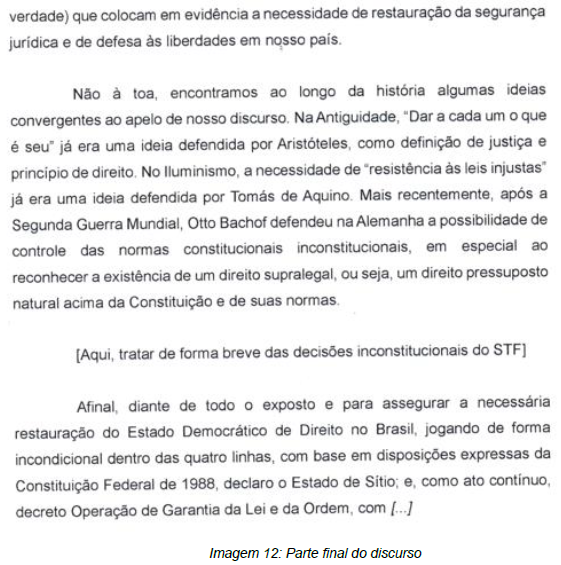 verdade) que colocam em evidência a necessidade de restauração da segurança
jurídica e de defesa às liberdades em nosso país.
Não à toa, encontramos ao longo da história algumas ideias
convergentes ao apelo de nosso discurso. Na Antiguidade, “Dar a cada um o que
é seu” já era uma ideia defendida por Aristóteles, como definição de justiça e
princípio de direito. No Iluminismo, a necessidade de “resistência às leis injustas”
já era uma ideia defendida por Tomás de Aquino. Mais recentemente, após a
Segunda Guerra Mundial, Otto Bachof defendeu na Alemanha a possibilidade de
controle das normas constitucionais inconstitucionais, em especial ao
reconhecer a existência de um direito supralegal, ou seja, um direito pressuposto
natural acima da Constituição e de suas normas.
[Aqui, tratar de forma breve das decisões inconstitucionais do STF]
Afinal, diante de todo o exposto e para assegurar a necessária
restauração do Estado Democrático de Direito no Brasil, jogando de forma
incondicional dentro das quatro linhas, com base em disposições expressas da
Constituição Federal de 1988, declaro o Estado de Sítio; e, como ato contínuo,
decreto Operação de Garantia da Lei e da Ordem, com [...]
Imagem 12: Parte final do discurso